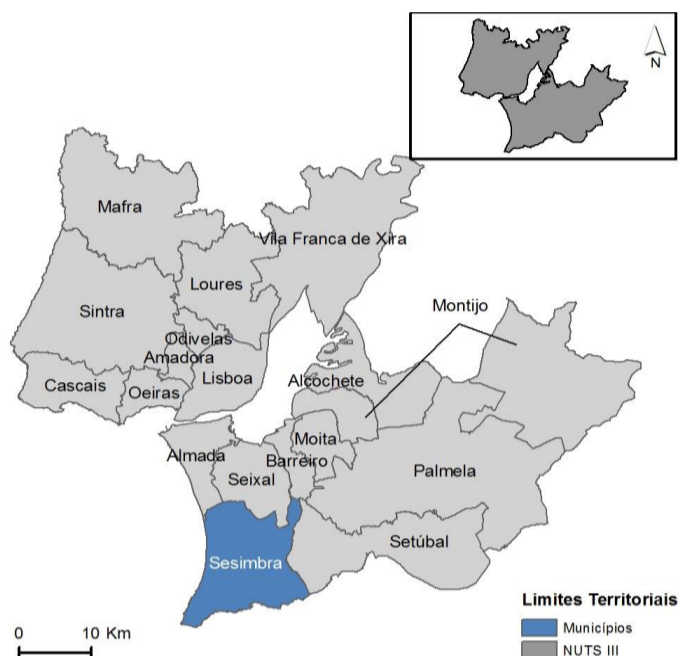 N
Mafra
Vila Franca de Xira
Loures
Sintra
Montijo
Odivelas
Amadora
Cascais
Oeiras
Lisboa
Alcochete
Moita
Almada
Barreiro
Seixal
Palmela
Setúbal
Sesimbra
Limites Territoriais
Municípios
NUTS III
0 10 Km